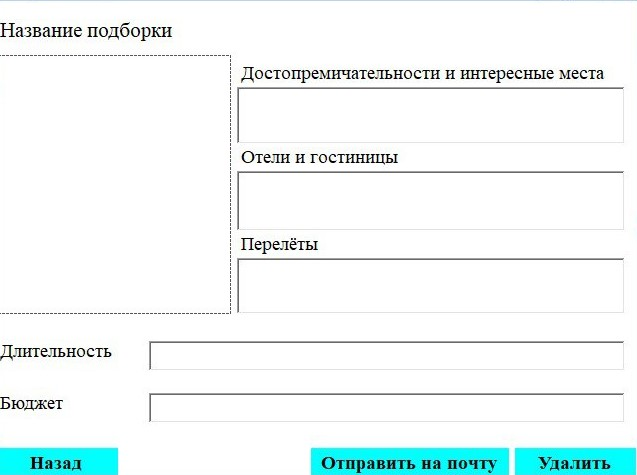 Название подборки
Достопремичательности и интересные места
Отели и гостиницы
Перелёты
Длительность
Бюджет
Назад
Отправить на почту
Удалить